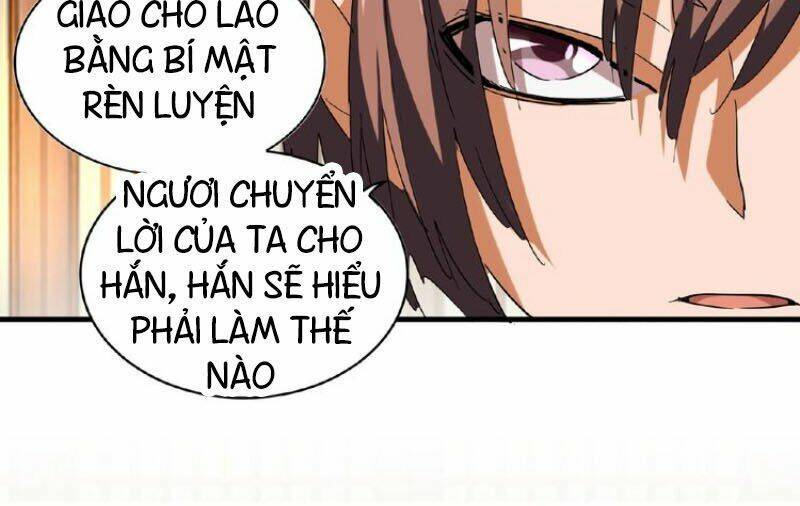 GIAO CHO LÃO
BẰNG BÍ MẬT
RÈN LUYỆN
NGƯƠI CHUYỂN
LỜI CỦA TA CHO
HẮN, HẮN SẼ HIỂU
PHẢI LÀM THẾ
NÀO